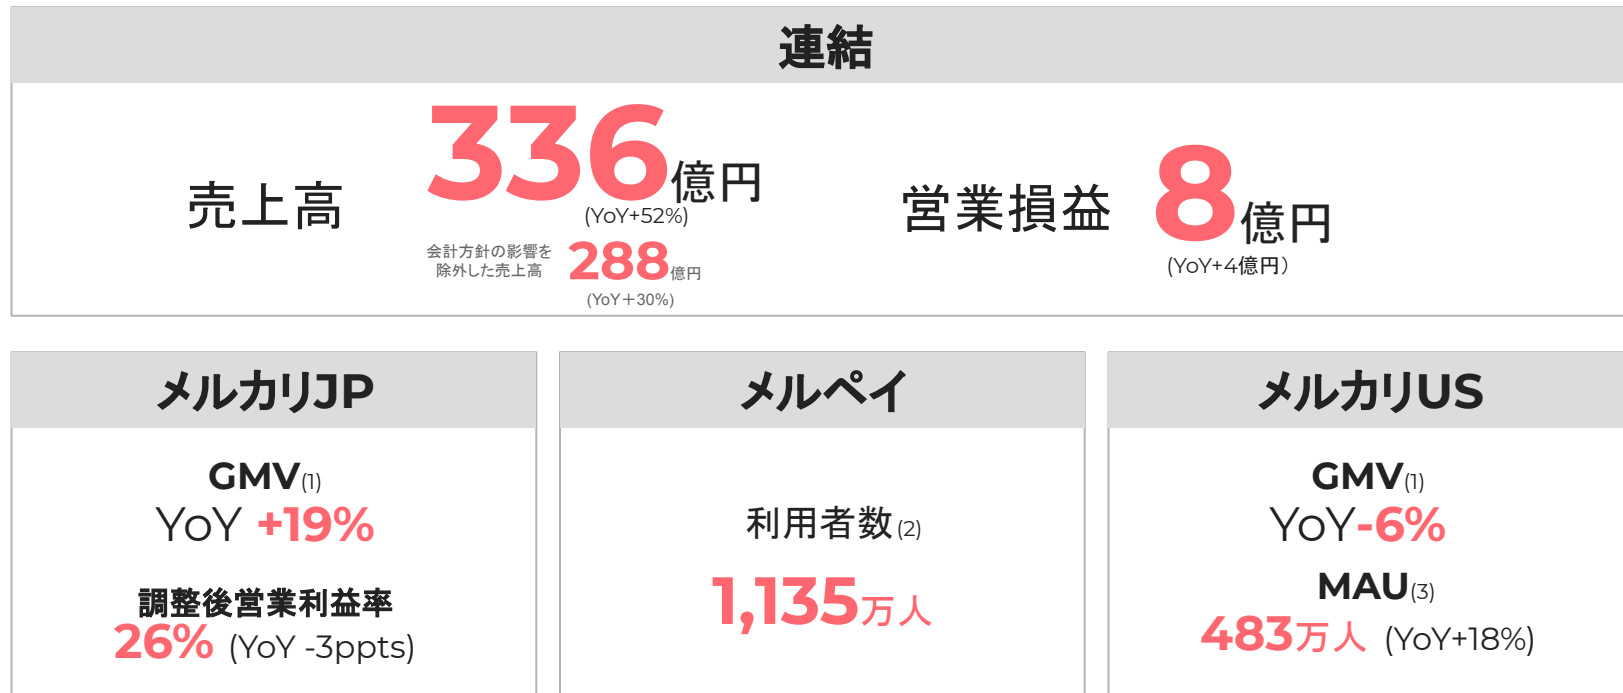 連結
売上高
336億円
(YoY+52%)
会計方針の影響を
除外した売上高
288億円
(YoY＋30%)
営業損益
8億円
(YoY+4億円）
メルカリJP
GMV(1)
YoY +19%
調整後営業利益率
26% (YoY -3ppts)
メルペイ
利用者数(2)
1,135万人
メルカリUS
GMV(1)
YoY-6%
MAU(3)
483万人 (YoY+18%)